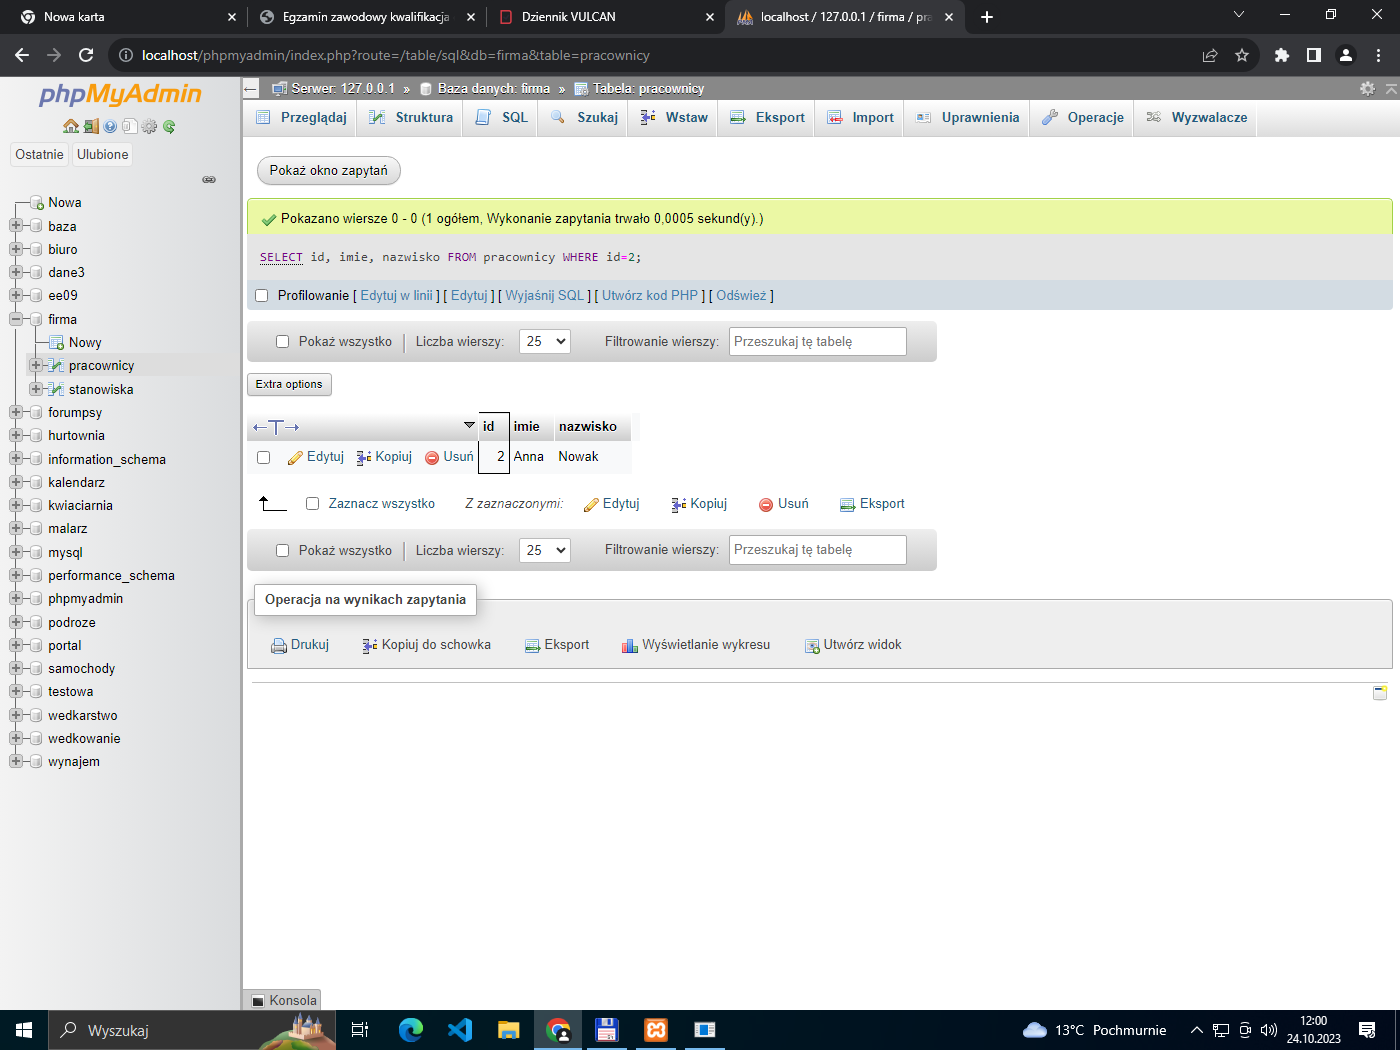 Nowa karta
Egzamin zawodowy kwalifikacja
Dziennik VULCAN
localhost / 127.0.0.1 / firma / pra
localhost/phpmyadmin/index.php?route=/table/sql&db=firma&table=pracownicy
phpMyAdmin
Ostatnie
Ulubione
Nowa
baza
biuro
dane3
ee09
firma
Nowy
pracownicy
stanowiska
forumpsy
hurtownia
information_schema
kalendarz
kwiaciarnia
malarz
mysql
performance_schema
phpmyadmin
podroze
portal
samochody
testowa
wedkarstwo
wedkowanie
wynajem
Serwer: 127.0.0.1 » Baza danych: firma » Tabela: pracownicy
Przeglądaj
Struktura
SQL
Szukaj
Wstaw
Eksport
Import
Uprawnienia
Operacje
Wyzwalacze
Pokaż okno zapytań
Pokazano wiersze 0 - 0 (1 ogółem, Wykonanie zapytania trwało 0,0005 sekund(y).)
SELECT id, imie, nazwisko FROM pracownicy WHERE id=2;
Profilowanie [ Edytuj w linii ] [ Edytuj ] [ Wyjaśnij SQL ] [ Utwórz kod PHP ] [ Odśwież ]
Pokaż wszystko | Liczba wierszy: 25 Filtrowanie wierszy: Przeszukaj tę tabelę
Extra options
←T→ id imie nazwisko
Edytuj Kopiuj Usuń 2 Anna Nowak
Zaznacz wszystko Z zaznaczonymi: Edytuj Kopiuj Usuń Eksport
Pokaż wszystko | Liczba wierszy: 25 Filtrowanie wierszy: Przeszukaj tę tabelę
Operacja na wynikach zapytania
Drukuj Kopiuj do schowka Eksport Wyświetlanie wykresu Utwórz widok
Konsola
Wyszukaj
13°C Pochmurnie
12:00
24.10.2023